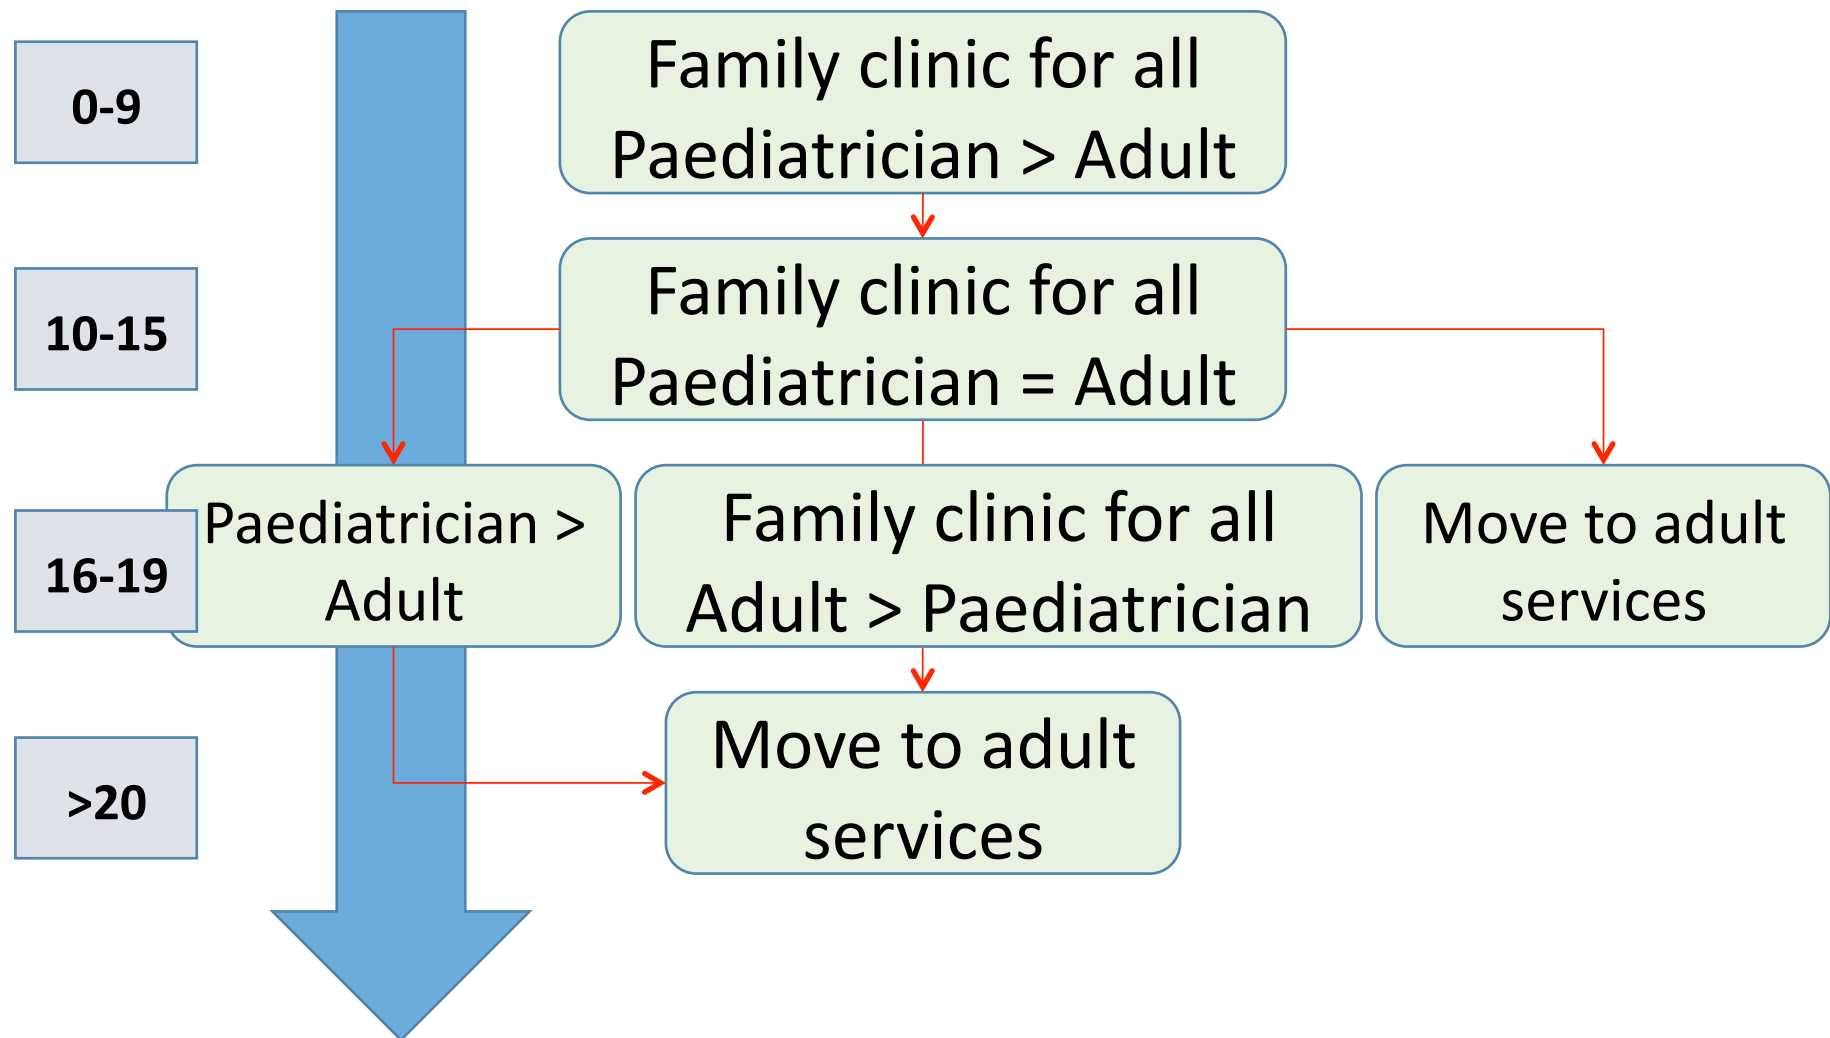 0-9
Family clinic for all
Paediatrician > Adult
10-15
Family clinic for all
Paediatrician = Adult
16-19
Paediatrician >
Adult
Family clinic for all
Adult > Paediatrician
Move to adult
services
>20
Move to adult
services